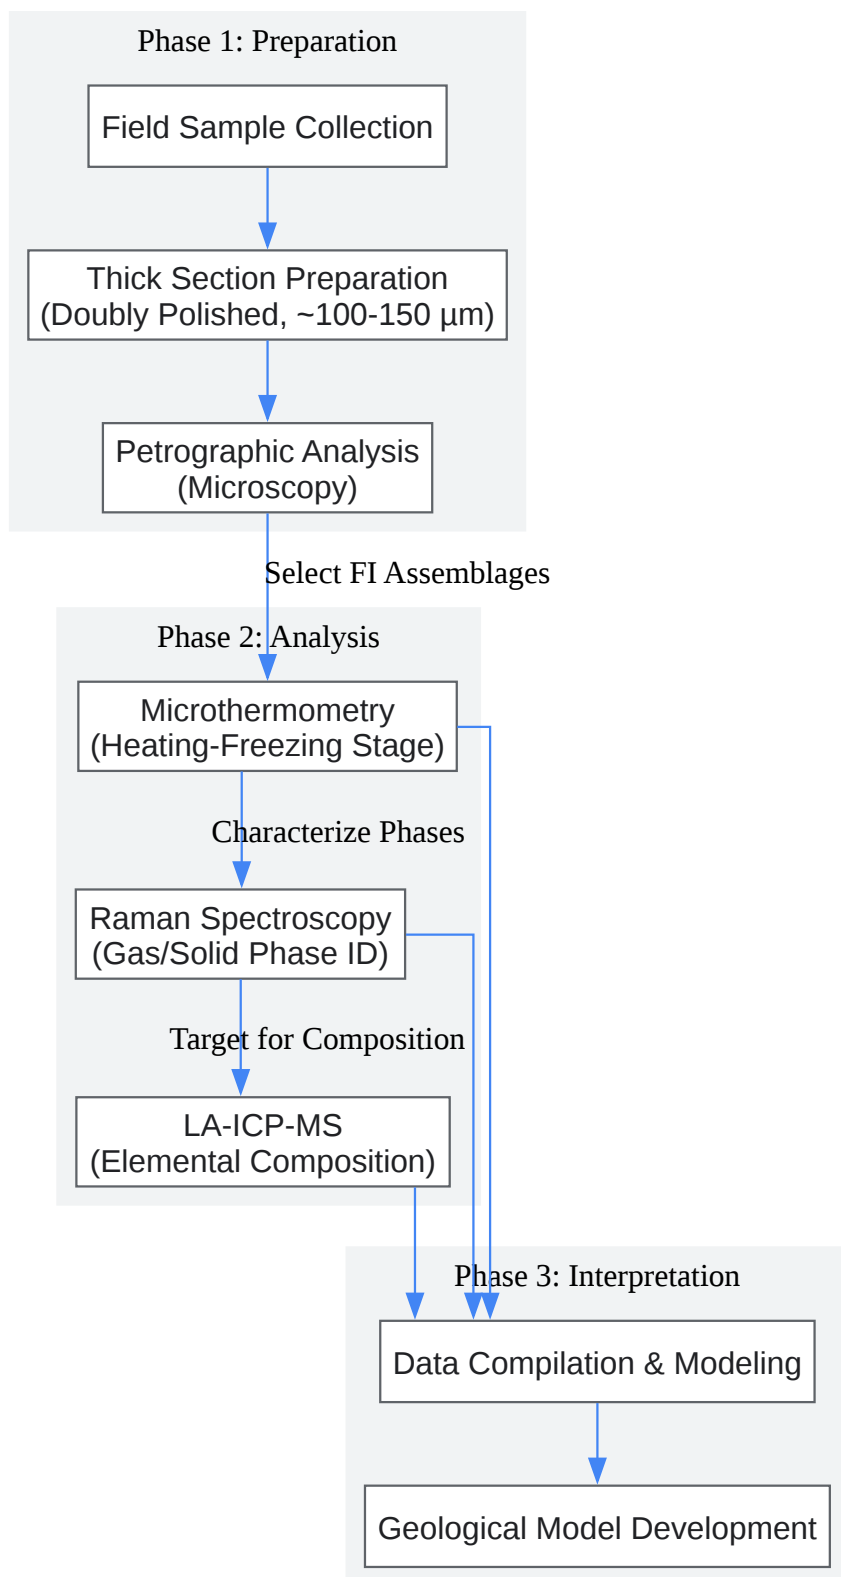 Phase 1: Preparation
Field Sample Collection
Thick Section Preparation
(Doubly Polished, ~100-150 µm)
Petrographic Analysis
(Microscopy)
Select FI Assemblages
Phase 2: Analysis
Microthermometry
(Heating-Freezing Stage)
Characterize Phases
Raman Spectroscopy
(Gas/Solid Phase ID)
Target for Composition
LA-ICP-MS
(Elemental Composition)
Phase 3: Interpretation
Data Compilation & Modeling
Geological Model Development